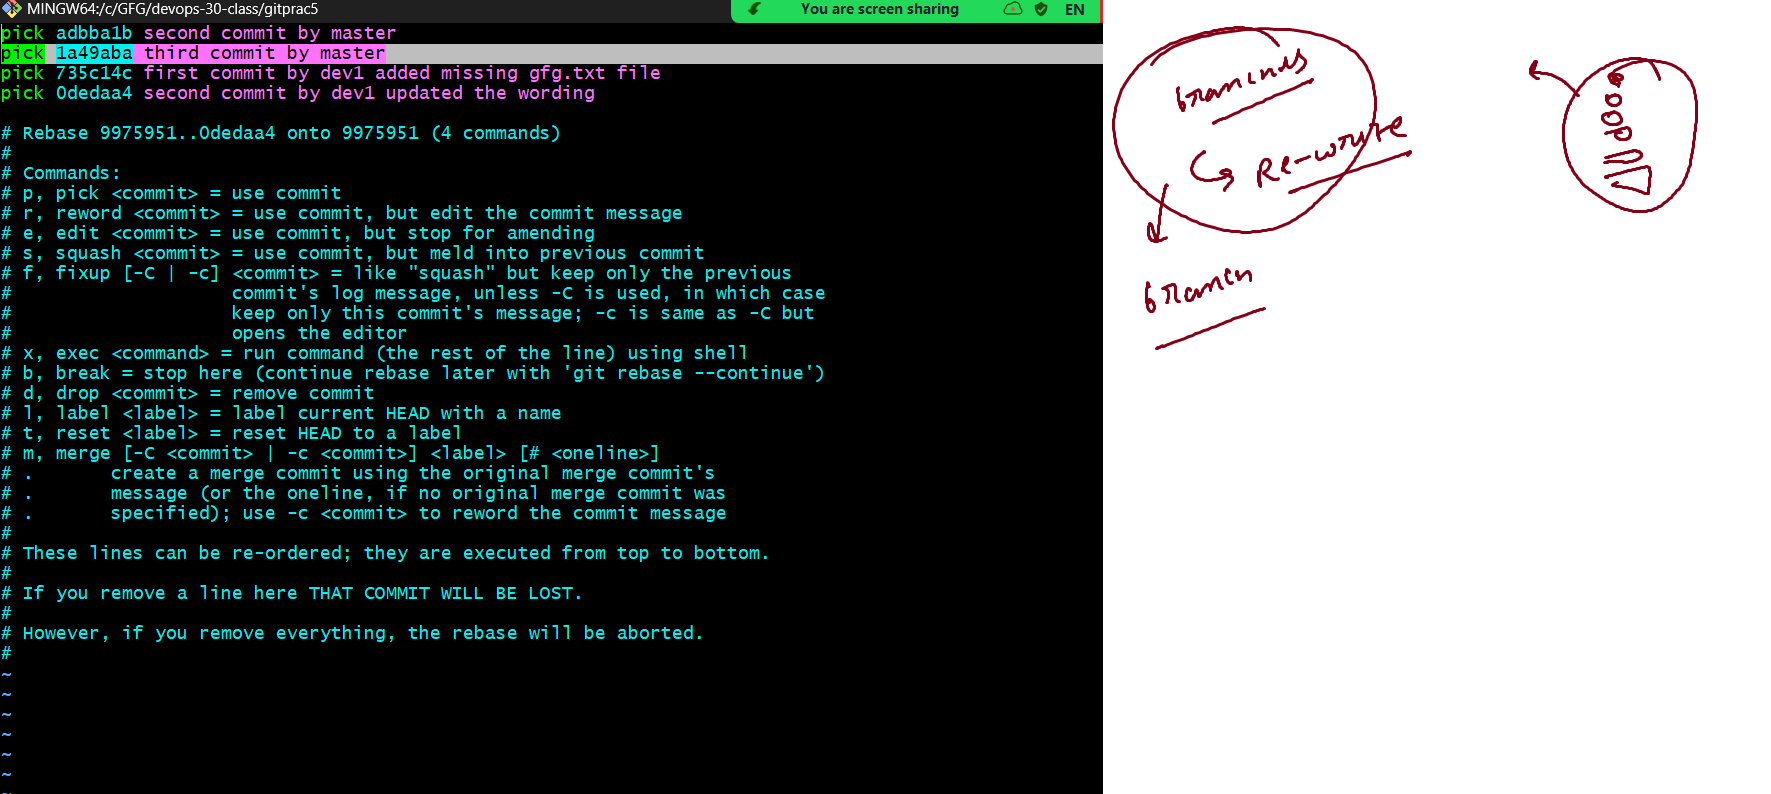 MINGW64:/c/GFG/devops-30-class/gitprac5
You are screen sharing
EN
pick adbba1b second commit by master
pick 1a49aba third commit by master
pick 735c14c first commit by dev1 added missing gfg.txt file
pick 0dedaa4 second commit by dev1 updated the wording
# Rebase 9975951..0dedaa4 onto 9975951 (4 commands)
#
# Commands:
# p, pick <commit> = use commit
# r, reword <commit> = use commit, but edit the commit message
# e, edit <commit> = use commit, but stop for amending
# s, squash <commit> = use commit, but meld into previous commit
# f, fixup [-C | -c] <commit> = like "squash" but keep only the previous
#                    commit's log message, unless -C is used, in which case
#                    keep only this commit's message; -c is same as -C but
#                    opens the editor
# x, exec <command> = run command (the rest of the line) using shell
# b, break = stop here (continue rebase later with 'git rebase --continue')
# d, drop <commit> = remove commit
# l, label <label> = label current HEAD with a name
# t, reset <label> = reset HEAD to a label
# m, merge [-C <commit> | -c <commit>] <label> [# <oneline>]
# .       create a merge commit using the original merge commit's
# .       message (or the oneline, if no original merge commit was
# .       specified); use -c <commit> to reword the commit message
#
# These lines can be re-ordered; they are executed from top to bottom.
#
# If you remove a line here THAT COMMIT WILL BE LOST.
#
# However, if you remove everything, the rebase will be aborted.
#
~
~
~
~
~
~
Re-write